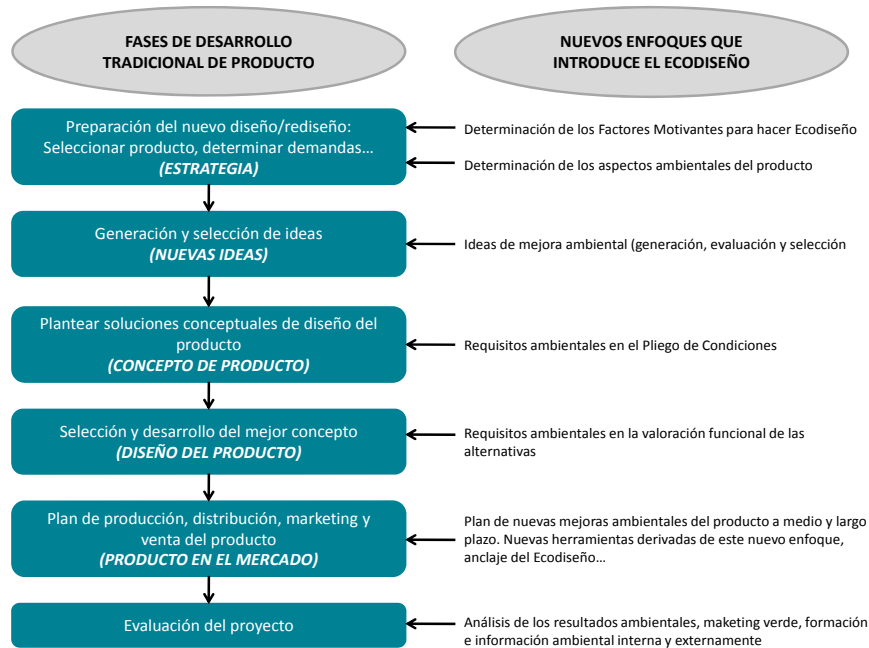 FASES DE DESARROLLO
TRADICIONAL DE PRODUCTO
NUEVOS ENFOQUES QUE
INTRODUCE EL ECODISEÑO
Preparación del nuevo diseño/rediseño:
Seleccionar producto, determinar demandas…
(ESTRATEGIA)
Determinación de los Factores Motivantes para hacer Ecodiseño
Determinación de los aspectos ambientales del producto
Generación y selección de ideas
(NUEVAS IDEAS)
Ideas de mejora ambiental (generación, evaluación y selección
Plantear soluciones conceptuales de diseño del
producto
(CONCEPTO DE PRODUCTO)
Requisitos ambientales en el Pliego de Condiciones
Selección y desarrollo del mejor concepto
(DISEÑO DEL PRODUCTO)
Requisitos ambientales en la valoración funcional de las
alternativas
Plan de producción, distribución, marketing y
venta del producto
(PRODUCTO EN EL MERCADO)
Plan de nuevas mejoras ambientales del producto a medio y largo
plazo. Nuevas herramientas derivadas de este nuevo enfoque,
anclaje del Ecodiseño…
Evaluación del proyecto
Análisis de los resultados ambientales, maketing verde, formación
e información ambiental interna y externamente